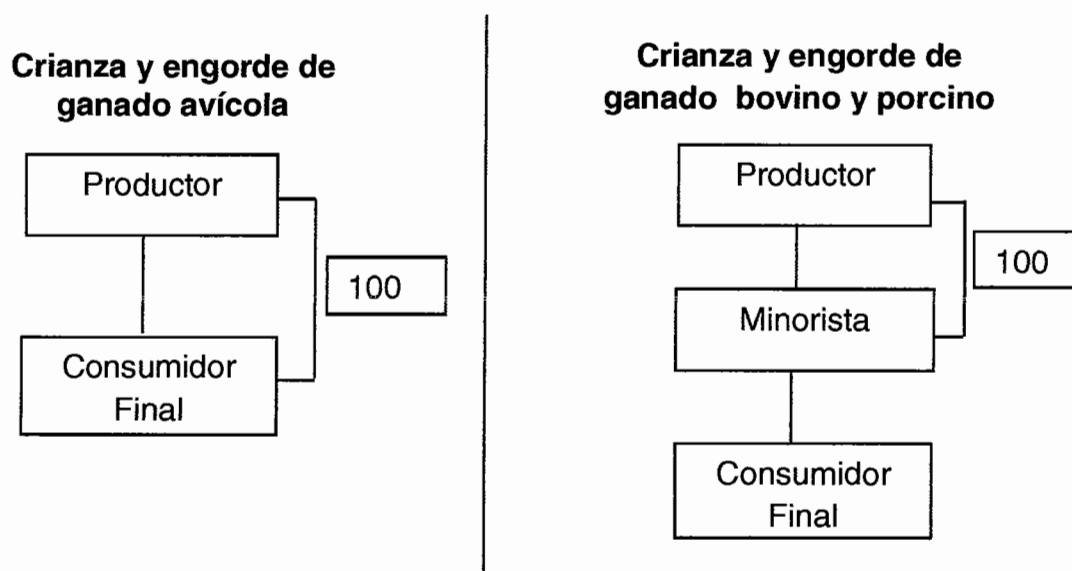 Crianza y engorde de
ganado avícola
Productor
100
Consumidor
Final
Crianza y engorde de
ganado bovino y porcino
Productor
100
Minorista
Consumidor
Final